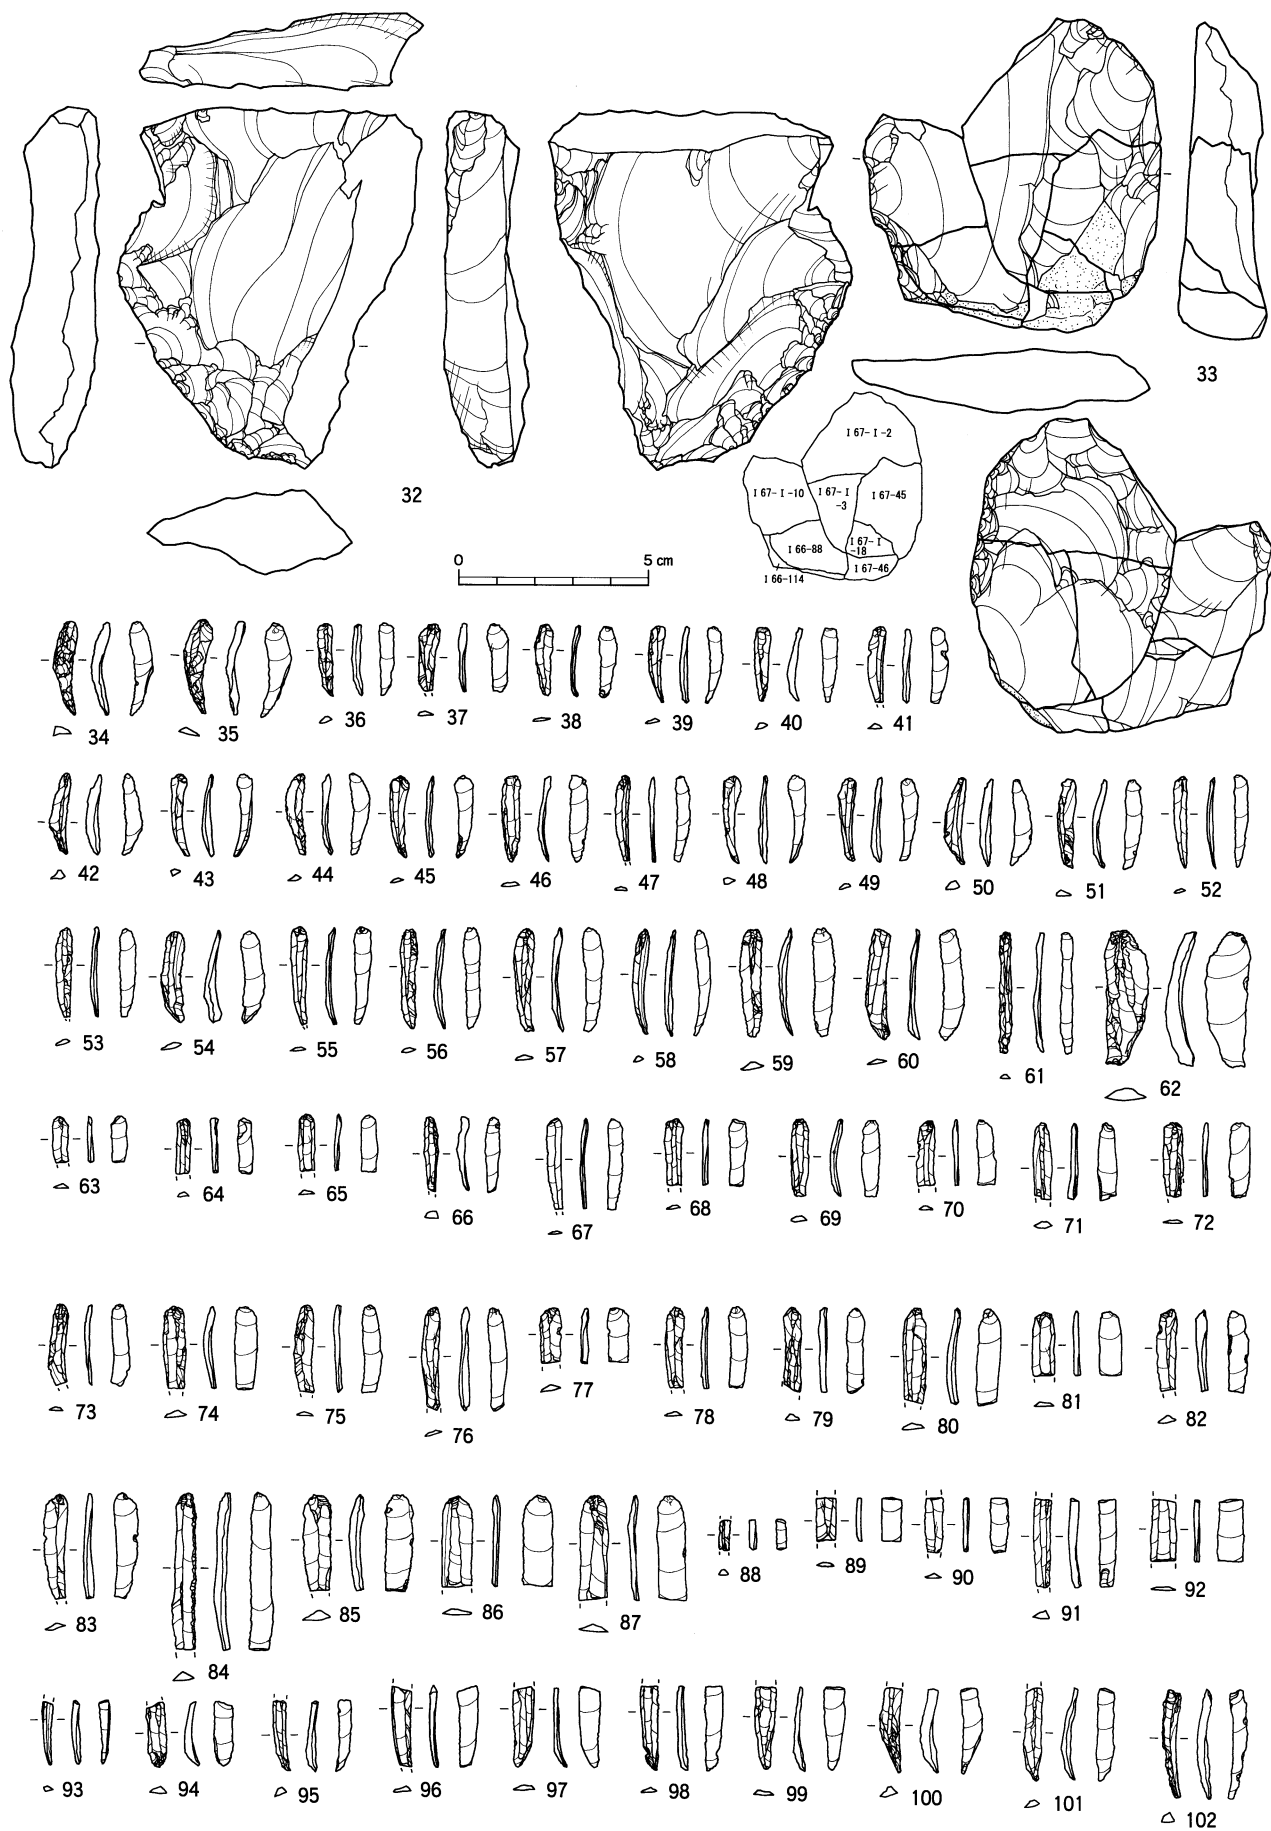 33
I 67-I-2
I 67-I-10
I 67-I
-3
I 67-45
32
I 66-88
I 67-I
-18
I 67-46
I 66-114
0 5 cm
34 35 36 37 38 39 40 41
42 43 44 45 46 47 48 49 50 51 52
53 54 55 56 57 58 59 60 61 62
63 64 65 66 67 68 69 70 71 72
73 74 75 76 77 78 79 80 81 82
83 84 85 86 87 88 89 90 91 92
93 94 95 96 97 98 99 100 101 102